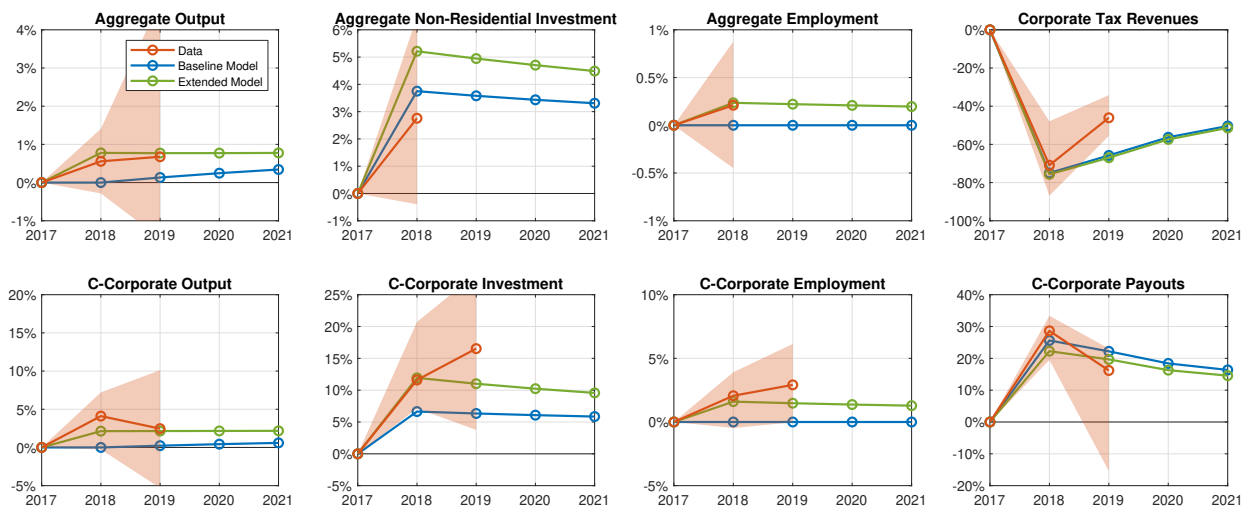 Aggregate Output
4%
3%
2%
1%
0%
-1%
2017 2018 2019 2020 2021
Data
Baseline Model
Extended Model
Aggregate Non-Residential Investment
6%
5%
4%
3%
2%
1%
0%
-1%
2017 2018 2019 2020 2021
Aggregate Employment
1%
0.5%
0%
-0.5%
-1%
2017 2018 2019 2020 2021
Corporate Tax Revenues
0%
-20%
-40%
-60%
-80%
-100%
2017 2018 2019 2020 2021
C-Corporate Output
20%
15%
10%
5%
0%
-5%
2017 2018 2019 2020 2021
C-Corporate Investment
25%
20%
15%
10%
5%
0%
-5%
2017 2018 2019 2020 2021
C-Corporate Employment
10%
5%
0%
-5%
2017 2018 2019 2020 2021
C-Corporate Payouts
40%
30%
20%
10%
0%
-10%
-20%
2017 2018 2019 2020 2021